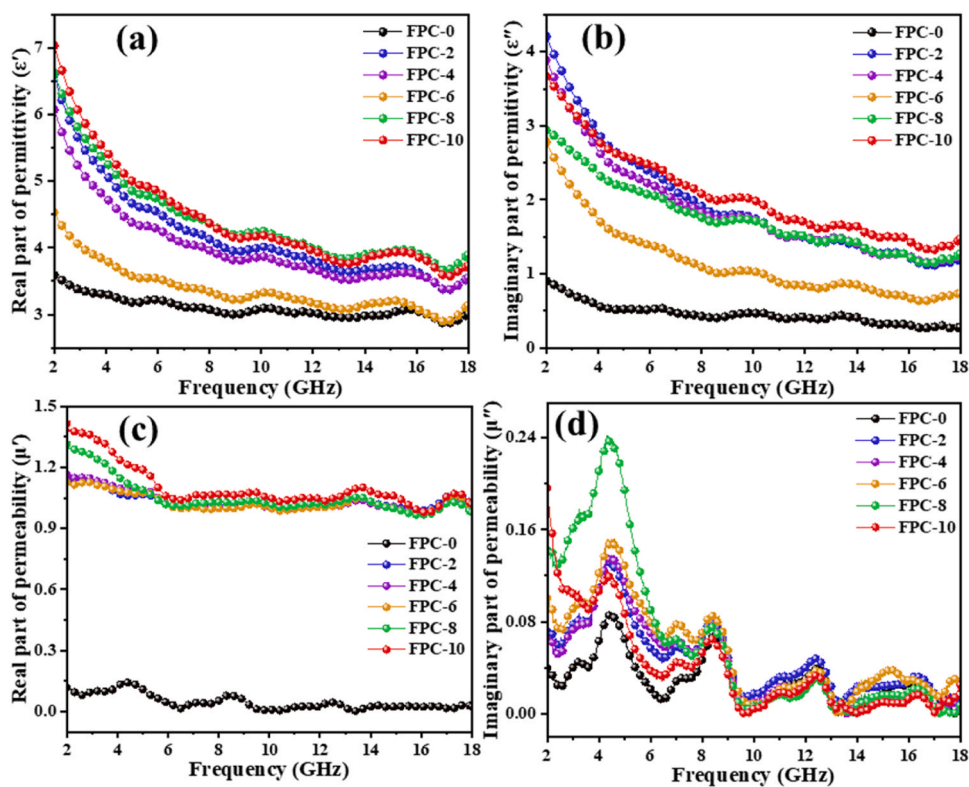 (a)
FPC-0
FPC-2
FPC-4
FPC-6
FPC-8
FPC-10
Real part of permittivity (ε′)
7
6
5
4
3
2 4 6 8 10 12 14 16 18
Frequency (GHz)
(b)
FPC-0
FPC-2
FPC-4
FPC-6
FPC-8
FPC-10
Imaginary part of permittivity (ε″)
4
3
2
1
0
2 4 6 8 10 12 14 16 18
Frequency (GHz)
(c)
FPC-0
FPC-2
FPC-4
FPC-6
FPC-8
FPC-10
Real part of permeability (μ′)
1.5
1.2
0.9
0.6
0.3
0.0
2 4 6 8 10 12 14 16 18
Frequency (GHz)
(d)
FPC-0
FPC-2
FPC-4
FPC-6
FPC-8
FPC-10
Imaginary part of permeability (μ″)
0.24
0.16
0.08
0.00
2 4 6 8 10 12 14 16 18
Frequency (GHz)